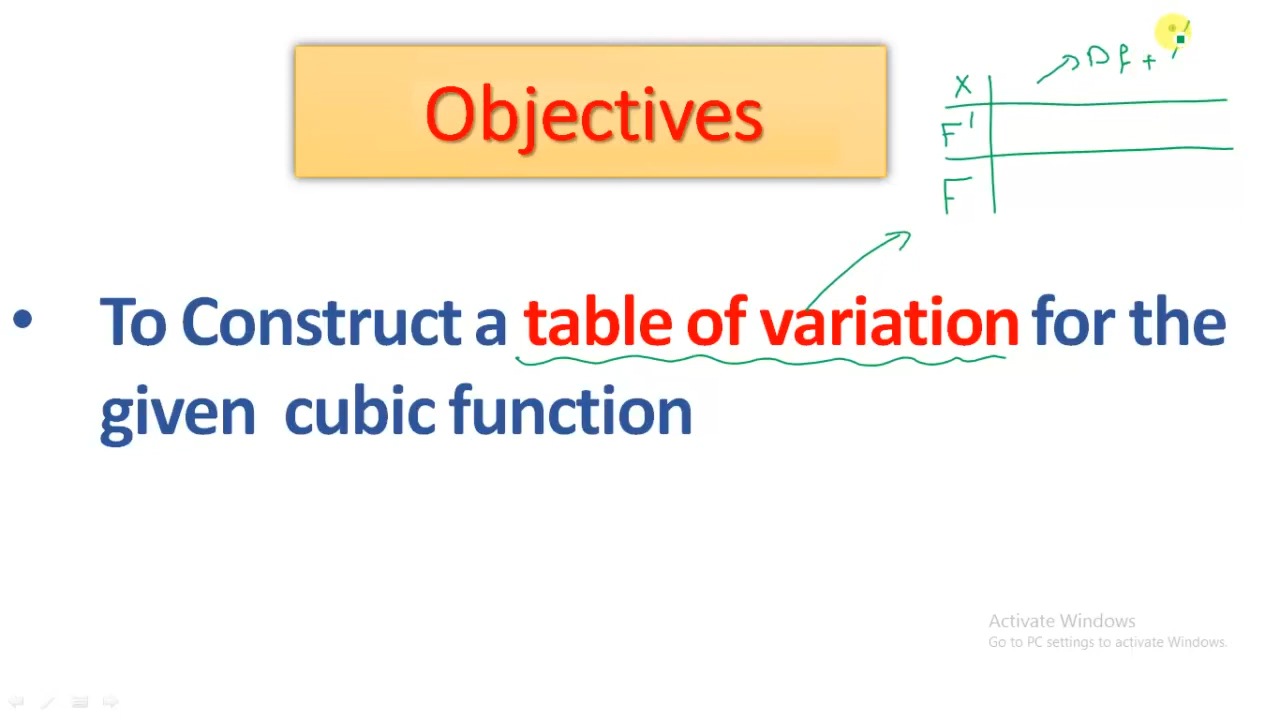 Objectives
x
Df +
F'
F
• To Construct a table of variation for the
given cubic function
Activate Windows
Go to PC settings to activate Windows.